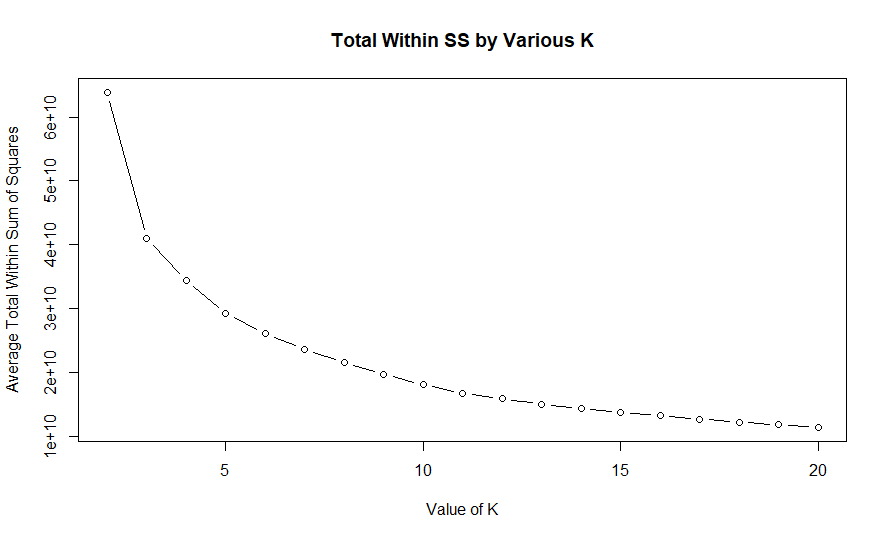 Total Within SS by Various K
Average Total Within Sum of Squares
6e+10
5e+10
4e+10
3e+10
2e+10
1e+10
5
10
15
20
Value of K